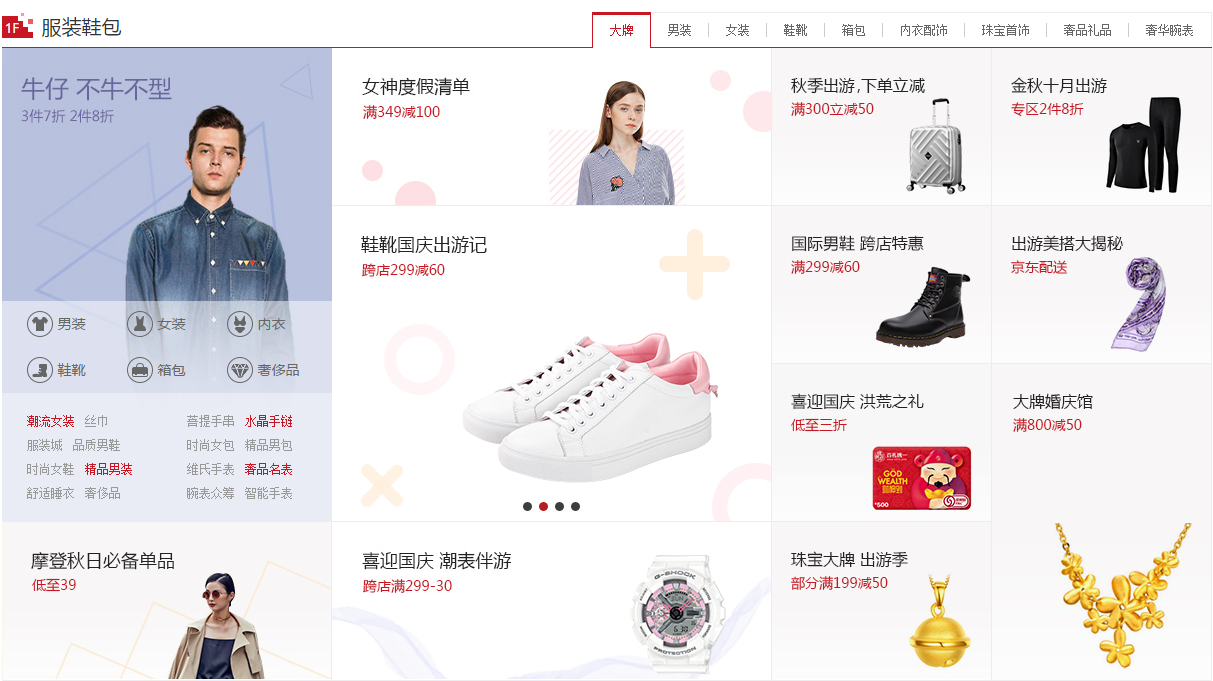 1F 服装鞋包
大牌 男装 女装 鞋靴 箱包 内衣配饰 珠宝首饰 奢品礼品 奢华腕表
牛仔 不牛不型
3件7折 2件8折
男装 女装 内衣
鞋靴 箱包 奢侈品
潮流女装 丝巾 菩提手串 水晶手链
服装城 品质男鞋 时尚女包 精品男包
时尚女鞋 精品男装 维氏手表 奢品名表
舒适睡衣 奢侈品 腕表众筹 智能手表
摩登秋日必备单品
低至39
女神度假清单
满349减100
鞋靴国庆出游记
跨店299减60
喜迎国庆 潮表伴游
跨店满299-30
G-SHOCK
PROTECTION
秋季出游,下单立减
满300立减50
金秋十月出游
专区2件8折
国际男鞋 跨店特惠
满299减60
出游美搭大揭秘
京东配送
喜迎国庆 洪荒之礼
低至三折
GOD
WEALTH
¥500
大牌婚庆馆
满800减50
珠宝大牌 出游季
部分满199减50